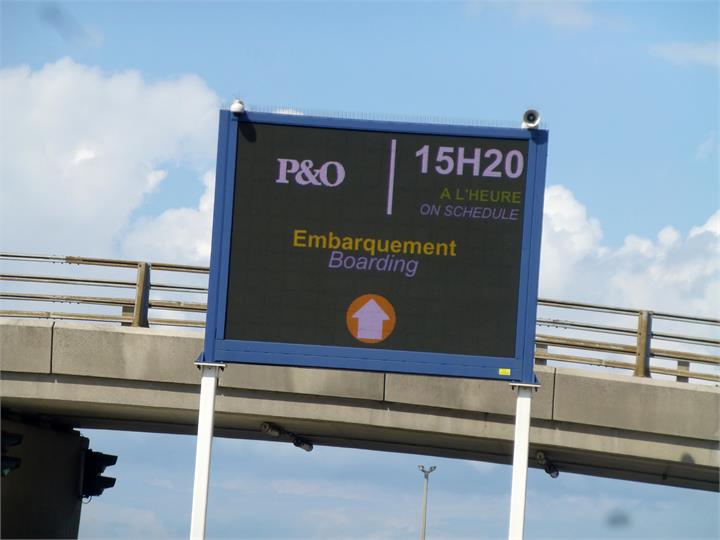 P&O
15H20
A L'HEURE
ON SCHEDULE
Embarquement
Boarding